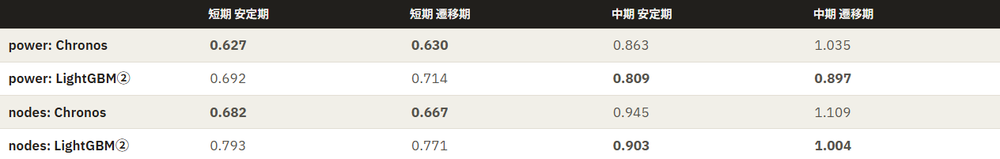 短期 安定期 短期 遷移期 中期 安定期 中期 遷移期
power: Chronos 0.627 0.630 0.863 1.035
power: LightGBM② 0.692 0.714 0.809 0.897
nodes: Chronos 0.682 0.667 0.945 1.109
nodes: LightGBM② 0.793 0.771 0.903 1.004